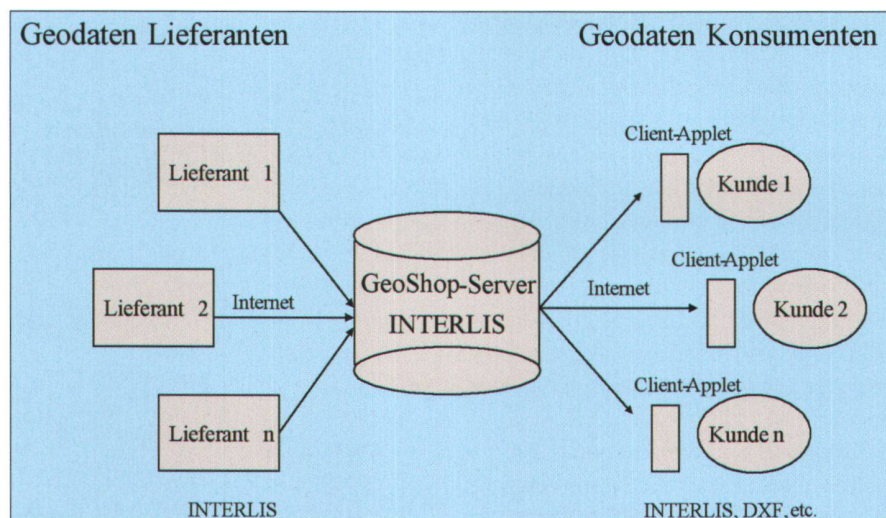 Geodaten Lieferanten
Geodaten Konsumenten
Lieferant 1
Client-Applet
Kunde 1
Lieferant 2
Internet
GeoShop-Server
INTERLIS
Internet
Client-Applet
Kunde 2
Lieferant n
Client-Applet
Kunde n
INTERLIS
INTERLIS, DXF, etc.